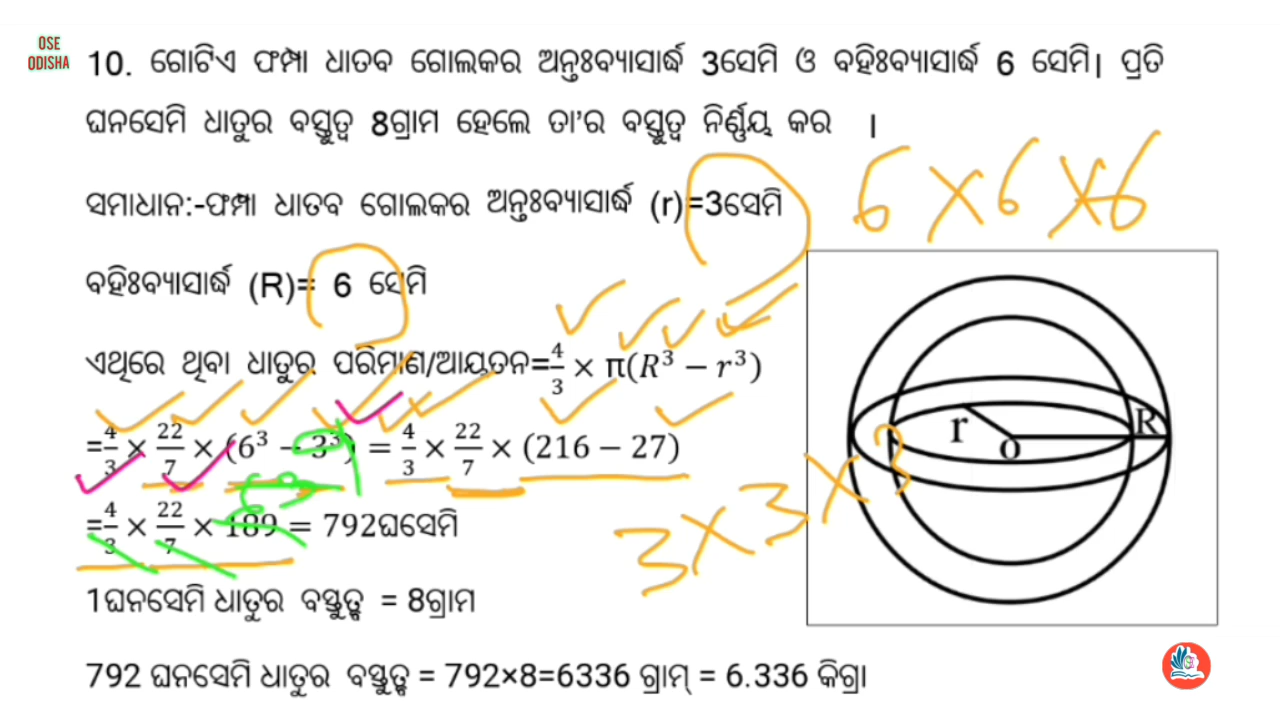 OSE
ODISHA
10. ଗୋଟିଏ ଫମ୍ପା ଧାତବ ଗୋଲକର ଅନ୍ତଃବ୍ୟାସାର୍ଦ୍ଧ 3ସେମି ଓ ବହିଃବ୍ୟାସାର୍ଦ୍ଧ 6 ସେମି। ପ୍ରତି
ଘନସେମି ଧାତୁର ବସ୍ତୁତ୍ୱ 8ଗ୍ରାମ ହେଲେ ତା'ର ବସ୍ତୁତ୍ୱ ନିର୍ଣ୍ଣୟ କର ।
6 × 6 × 6
ସମାଧାନ:-ଫମ୍ପା ଧାତବ ଗୋଲକର ଅନ୍ତଃବ୍ୟାସାର୍ଦ୍ଧ (r)=3ସେମି
ବହିଃବ୍ୟାସାର୍ଦ୍ଧ (R)= 6 ସେମି
ଏଥିରେ ଥିବା ଧାତୁର ପରିମାଣ/ଆୟତନ=4/3 × π(R³ − r³)
=4/3 × 22/7 × (6³ − 3³) = 4/3 × 22/7 × (216 − 27)
=4/3 × 22/7 × 189 = 792ଘସେମି
r
O
R
3 × 3 × 3
1ଘନସେମି ଧାତୁର ବସ୍ତୁତ୍ୱ = 8ଗ୍ରାମ
792 ଘନସେମି ଧାତୁର ବସ୍ତୁତ୍ୱ = 792×8=6336 ଗ୍ରାମ୍ = 6.336 କିଗ୍ରା